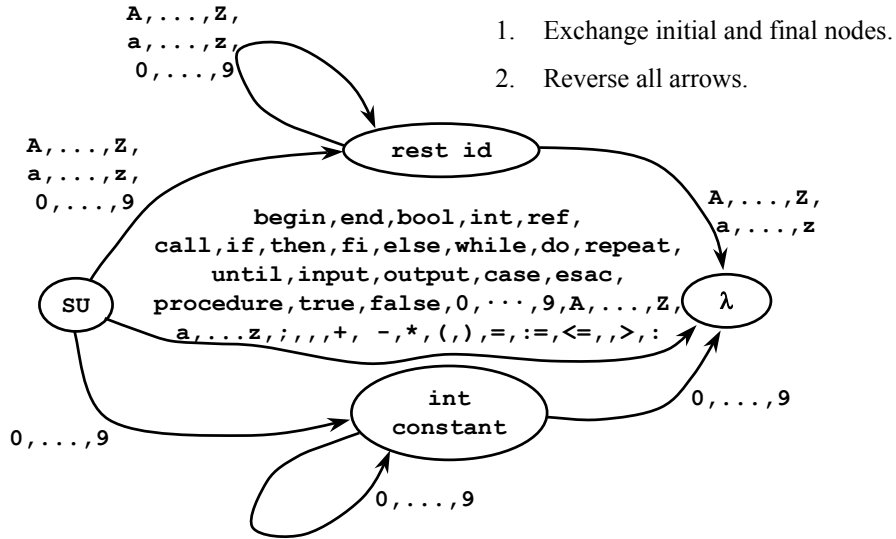 A,...,Z,
a,...,z,
0,...,9
1. Exchange initial and final nodes.
2. Reverse all arrows.
rest id
A,...,Z,
a,...,z,
0,...,9
A,...,Z,
a,...,z
begin,end,bool,int,ref,
call,if,then,fi,else,while,do,repeat,
until,input,output,case,esac,
procedure,true,false,0,···,9,A,...,Z,
a,...z,;,,,+, -,*,(,),=,:=,<=,,>,:
SU
λ
int
constant
0,...,9
0,...,9
0,...,9